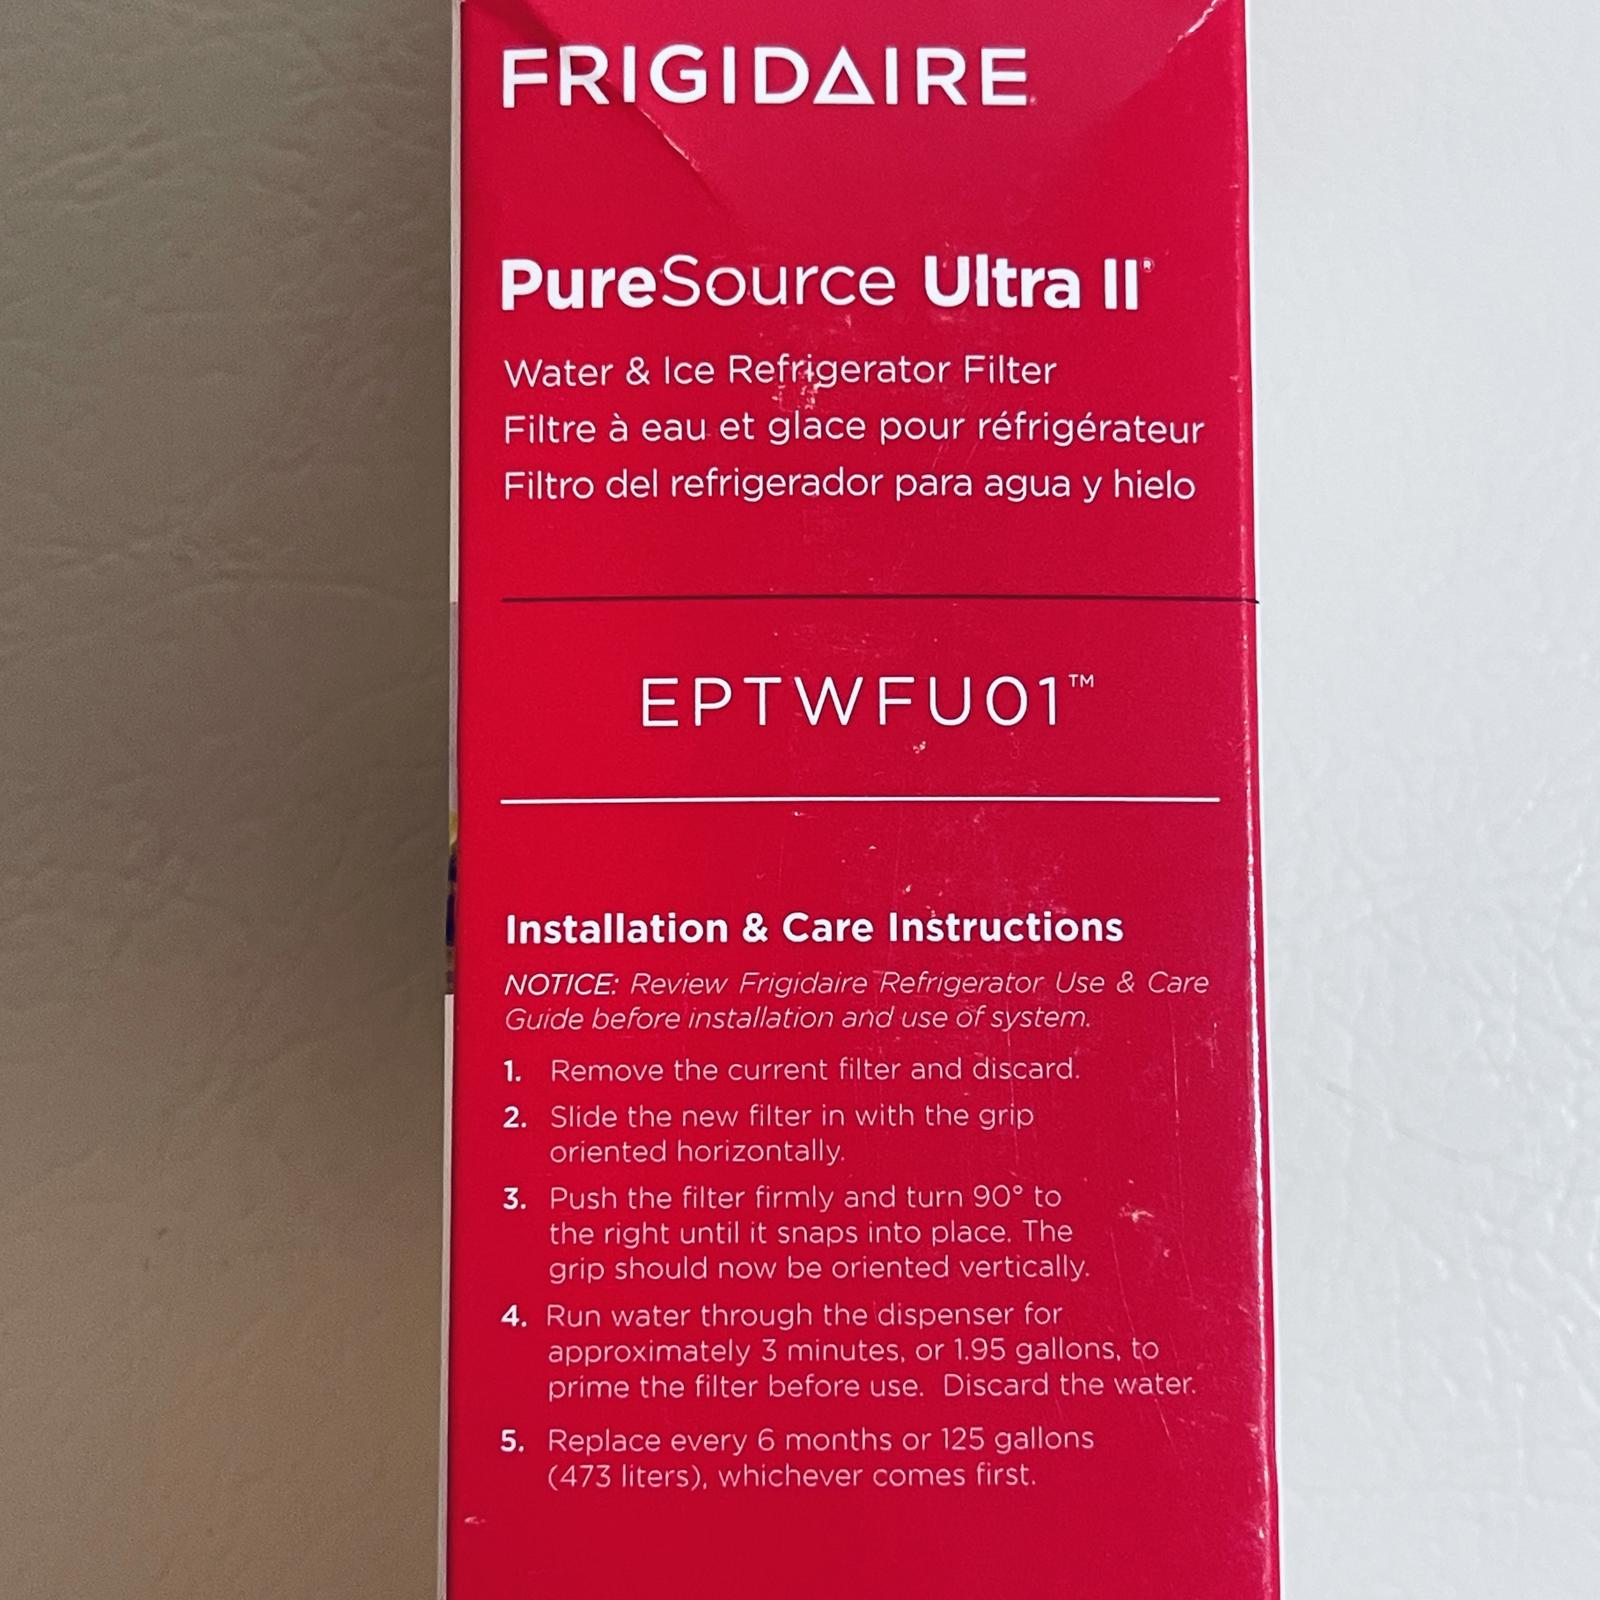 FRIGIDAIRE
PureSource Ultra II®
Water & Ice Refrigerator Filter
Filtre à eau et glace pour réfrigérateur
Filtro del refrigerador para agua y hielo
EPTWFU01™
Installation & Care Instructions
NOTICE: Review Frigidaire Refrigerator Use & Care
Guide before installation and use of system.
1. Remove the current filter and discard.
2. Slide the new filter in with the grip
oriented horizontally.
3. Push the filter firmly and turn 90° to
the right until it snaps into place. The
grip should now be oriented vertically.
4. Run water through the dispenser for
approximately 3 minutes, or 1.95 gallons, to
prime the filter before use. Discard the water.
5. Replace every 6 months or 125 gallons
(473 liters), whichever comes first.